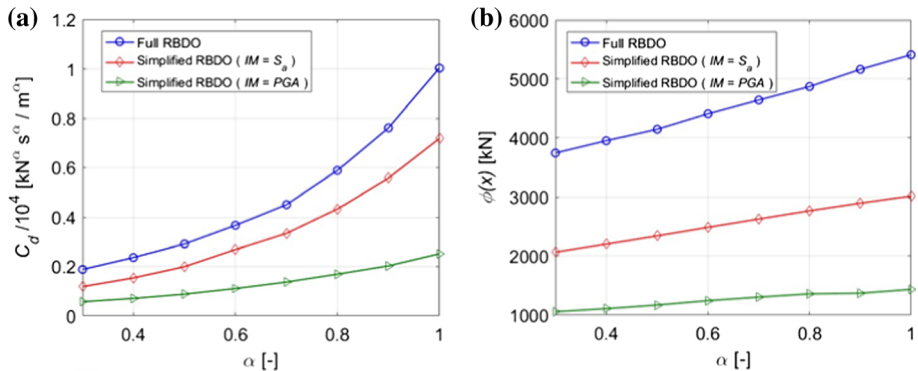 (a)
1.2
1
0.8
0.6
0.4
0.2
0
C_d /10^4 [kN^α s^α / m^α]
Full RBDO
Simplified RBDO ( IM = S_a )
Simplified RBDO ( IM = PGA )
0.4
0.6
0.8
1
α [-]
(b)
6000
5000
4000
3000
2000
1000
ϕ(x) [kN]
Full RBDO
Simplified RBDO ( IM = S_a )
Simplified RBDO ( IM = PGA )
0.4
0.6
0.8
1
α [-]